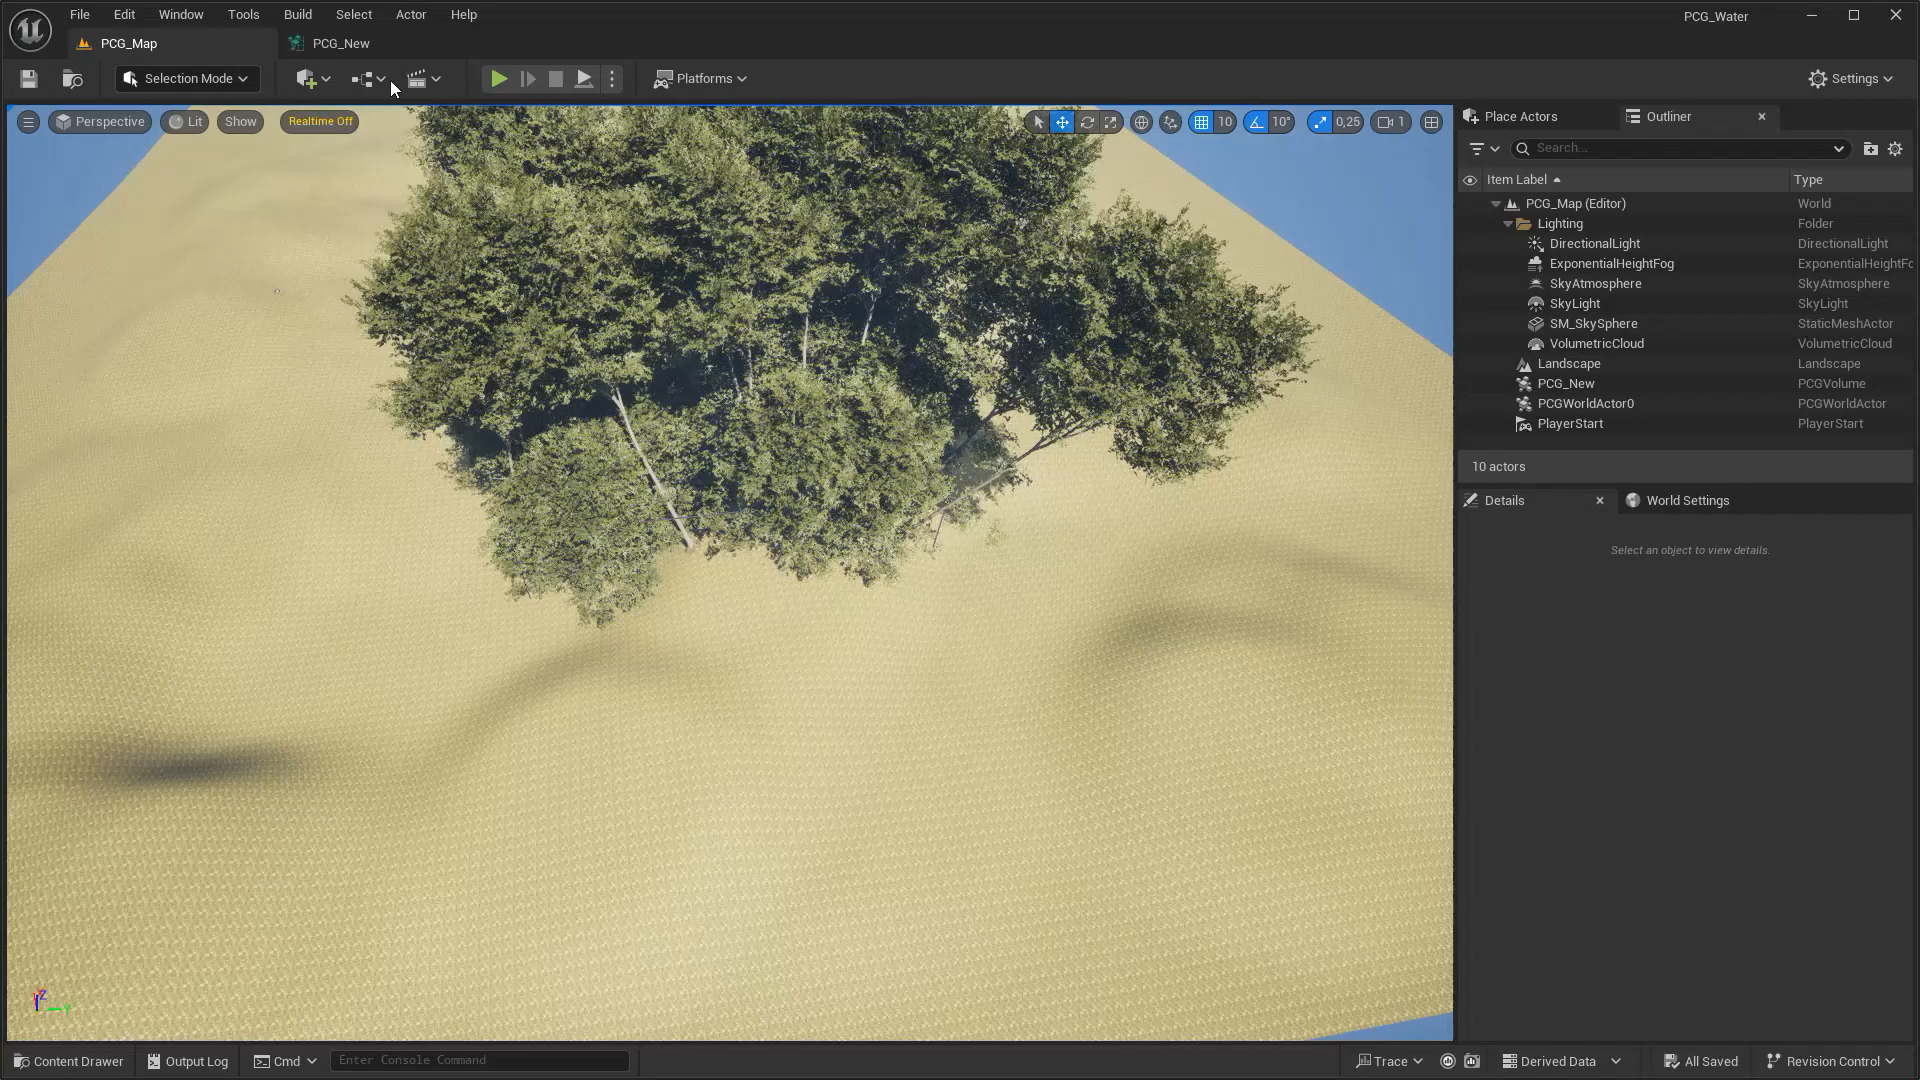 File Edit Window Tools Build Select Actor Help
PCG_Water
PCG_Map
PCG_New
Selection Mode
Platforms
Settings
Perspective Lit Show Realtime Off
10 10° 0,25 1
Place Actors Outliner
Search...
Item Label Type
PCG_Map (Editor) World
Lighting Folder
DirectionalLight DirectionalLight
ExponentialHeightFog ExponentialHeightFc
SkyAtmosphere SkyAtmosphere
SkyLight SkyLight
SM_SkySphere StaticMeshActor
VolumetricCloud VolumetricCloud
Landscape Landscape
PCG_New PCGVolume
PCGWorldActor0 PCGWorldActor
PlayerStart PlayerStart
10 actors
Details World Settings
Select an object to view details.
Z
Y
Content Drawer Output Log Cmd Enter Console Command
Trace Derived Data All Saved Revision Control